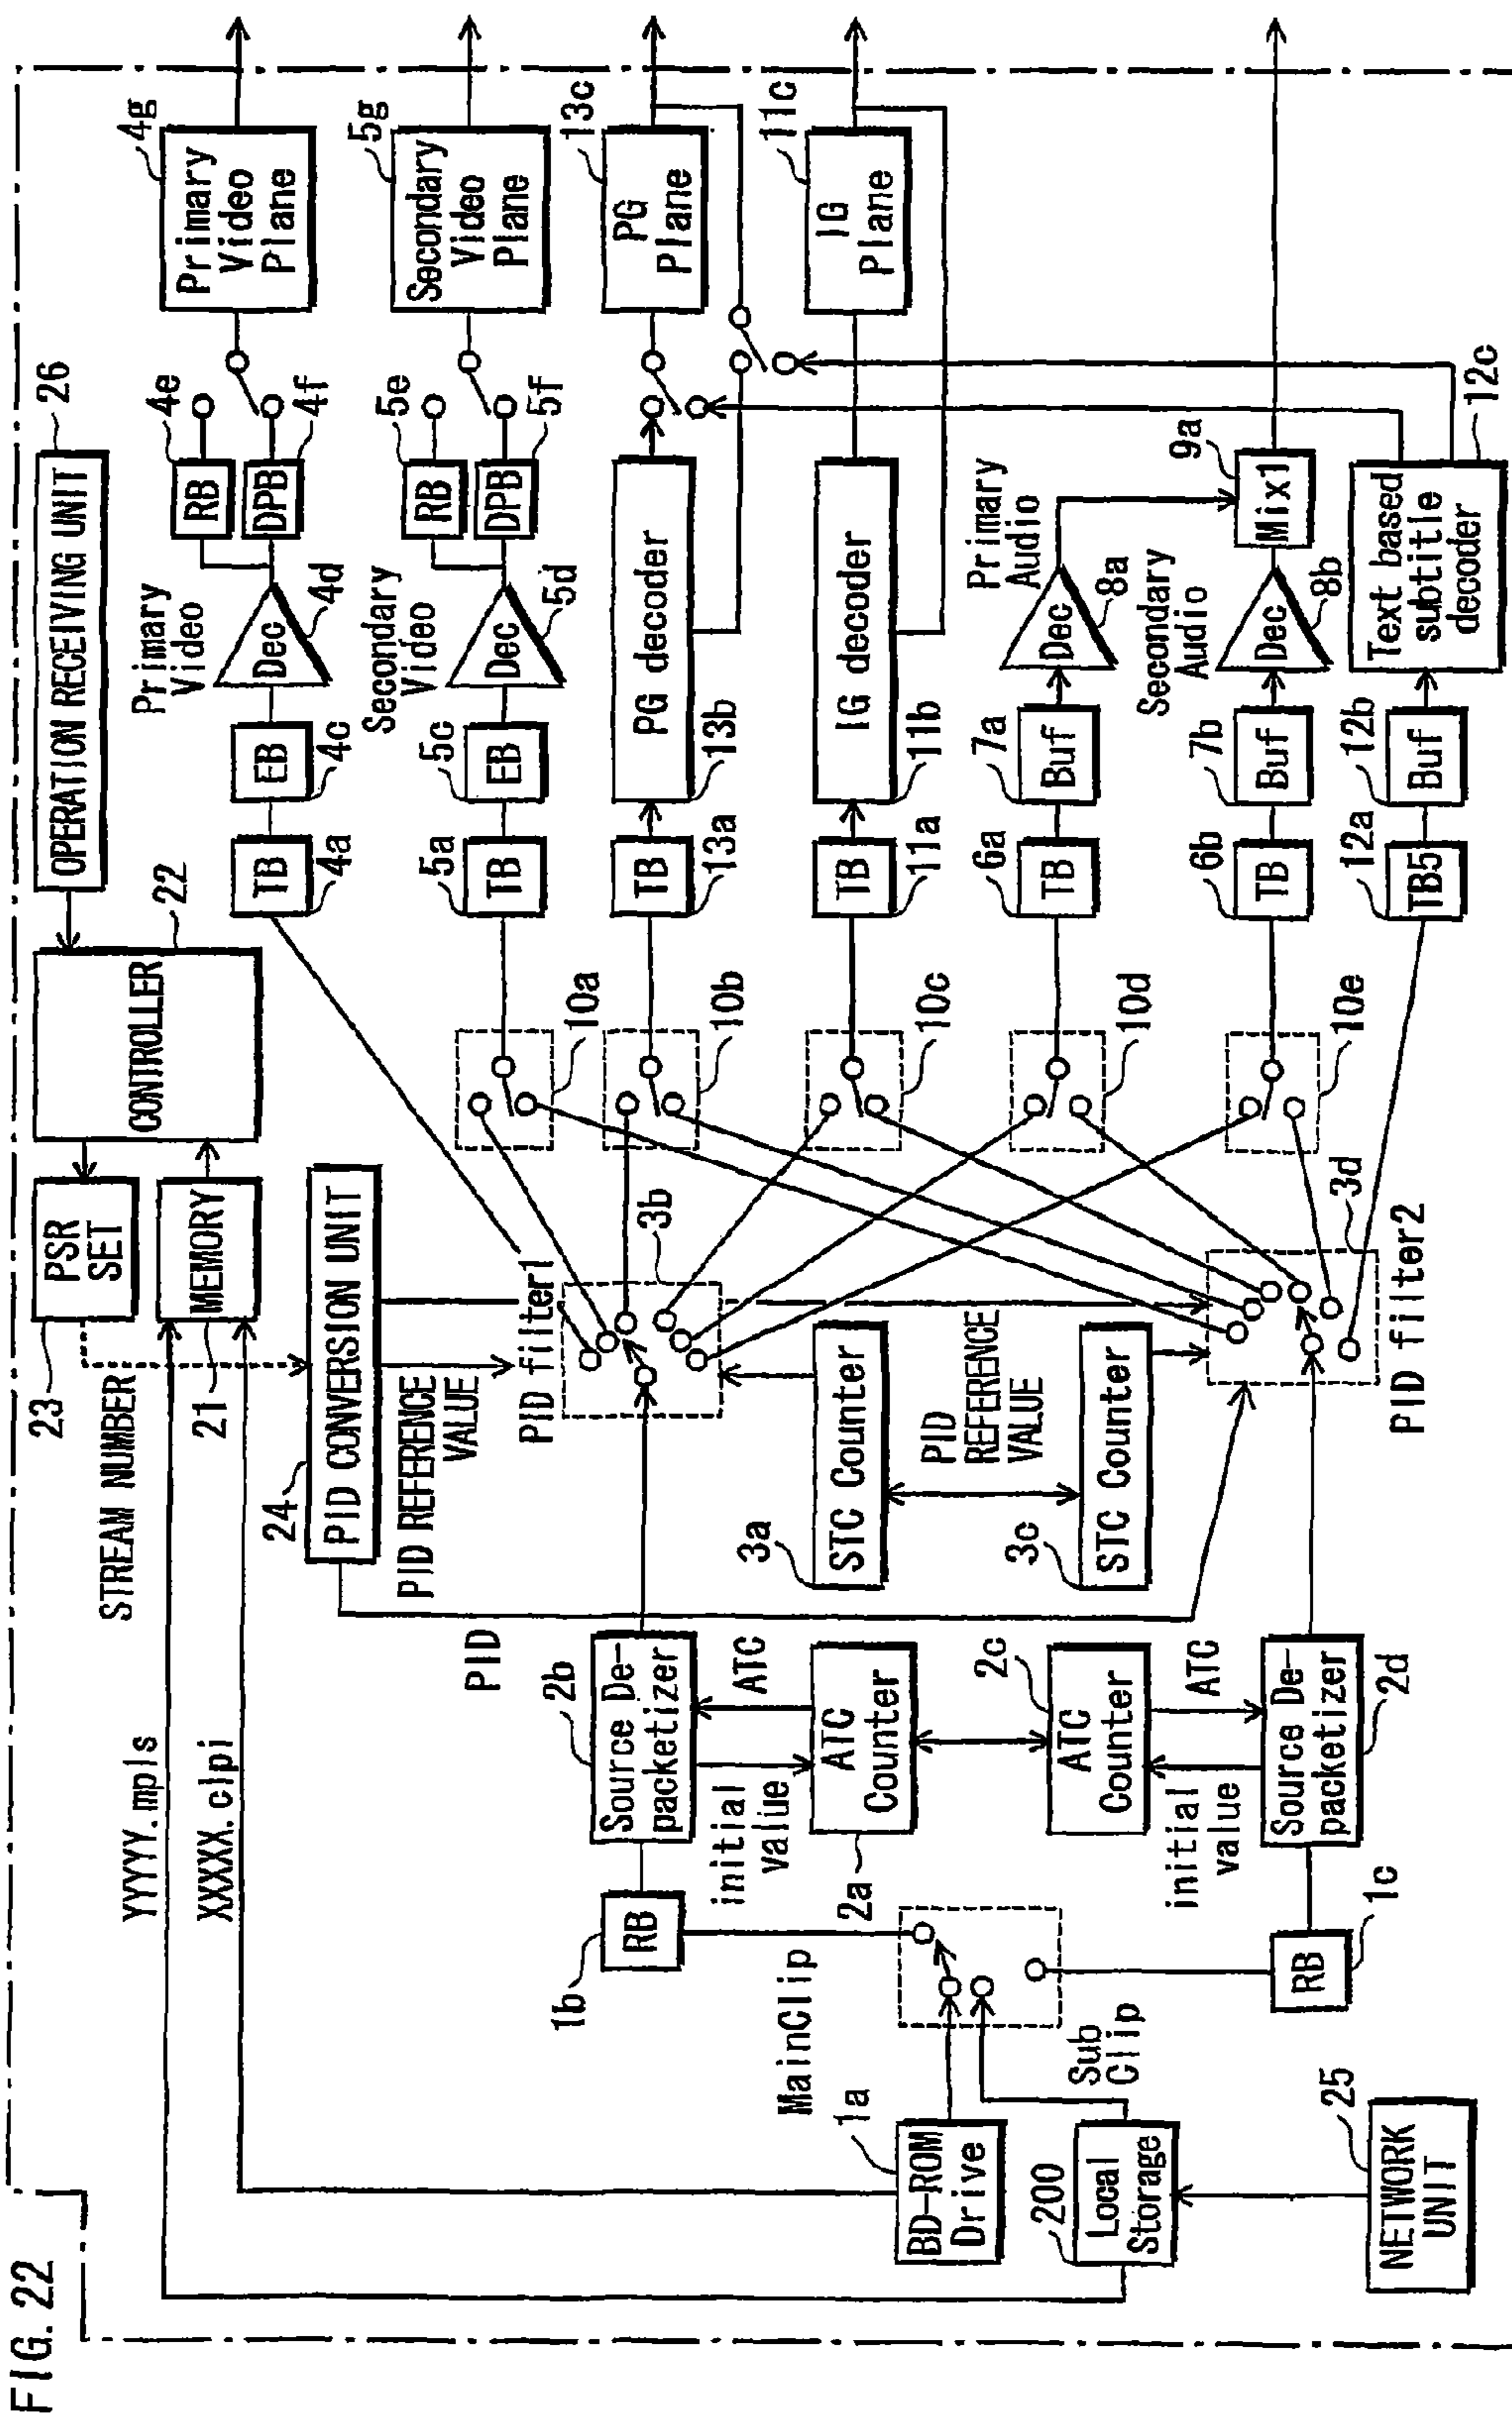 FIG. 22
OPERATION RECEIVING UNIT
26
CONTROLLER
22
PSR
SET
23
MEMORY
21
STREAM NUMBER
YYYYY.mpls
XXXXX.clpi
24
PID CONVERSION UNIT
PID REFERENCE
VALUE
PID
PID filter1
3b
Primary
Video
TB
4a
EB
4c
Dec
4d
RB
4e
DPB
4f
Primary
Video
Plane
4g
10a
Secondary
Video
TB
5a
EB
5c
Dec
5d
RB
5e
DPB
5f
Secondary
Video
Plane
5g
10b
TB
13a
PG decoder
13b
PG
Plane
13c
10c
TB
11a
IG decoder
11b
IG
Plane
11c
10d
TB
6a
Buf
7a
Primary
Audio
Dec
8a
10e
TB
6b
Buf
7b
Secondary
Audio
Dec
8b
Mix1
9a
TB5
12a
Buf
12b
Text based
subtitle
decoder
12c
1b
RB
2b
Source De-
packetizer
initial
value
ATC
ATC
Counter
2a
2c
ATC
Counter
initial
value
ATC
Source De-
packetizer
2d
3a
STC Counter
PID
REFERENCE
VALUE
3c
STC Counter
3d
PID filter2
MainClip
1a
BD-ROM
Drive
Sub
Clip
200
Local
Storage
RB
1c
25
NETWORK
UNIT